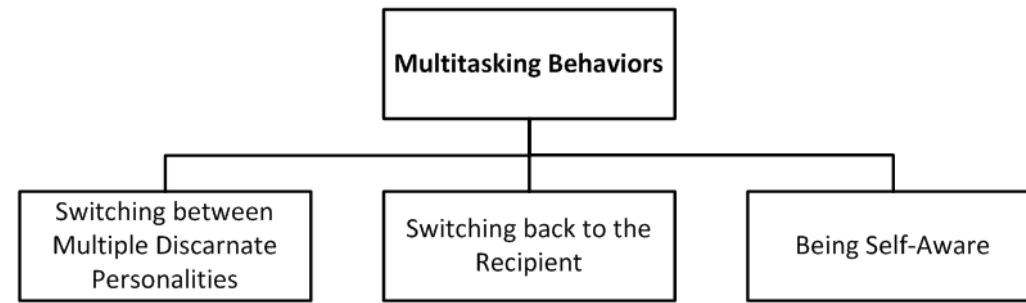 Multitasking Behaviors
Switching between
Multiple Discarnate
Personalities
Switching back to the
Recipient
Being Self-Aware